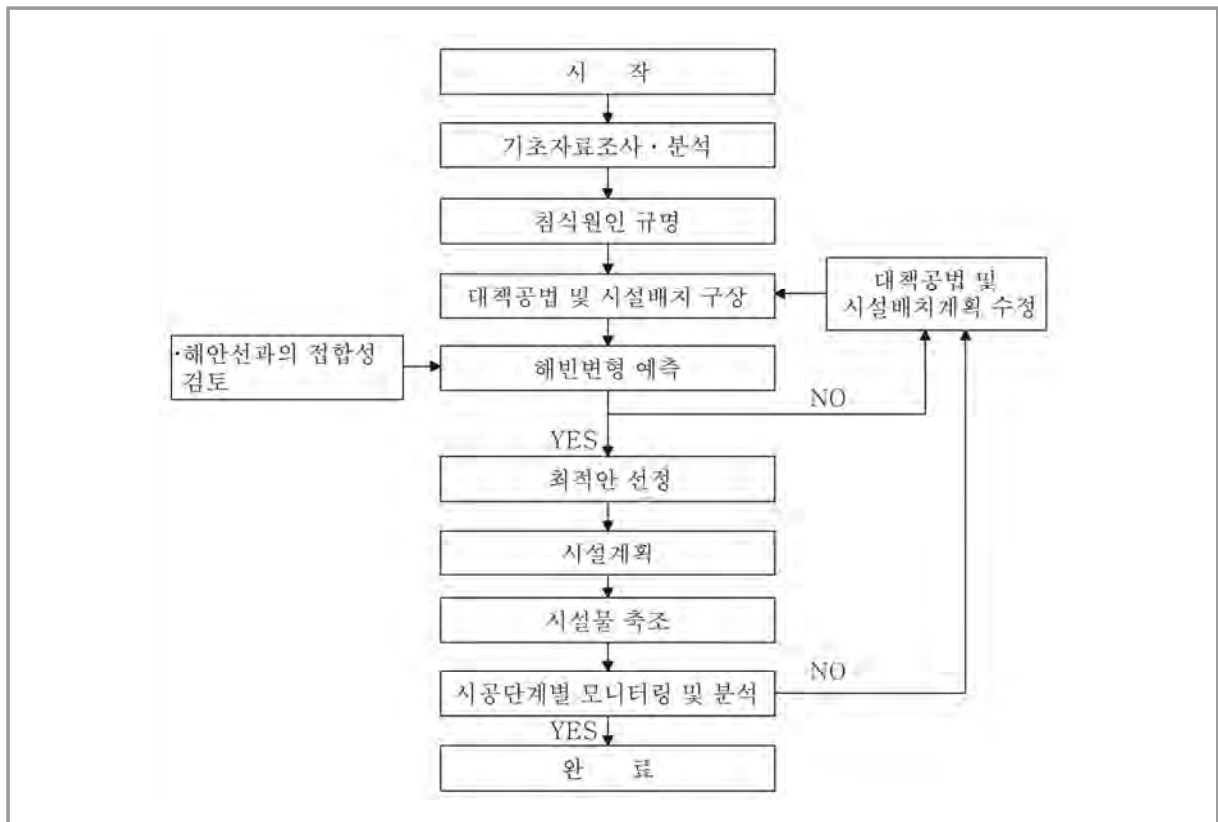 시 작
기초자료조사·분석
침식원인 규명
대책공법 및 시설배치 구상
대책공법 및
시설배치계획 수정
·해안선과의 접합성
검토
해빈변형 예측
NO
YES
최적안 선정
시설계획
시설물 축조
시공단계별 모니터링 및 분석
NO
YES
완 료